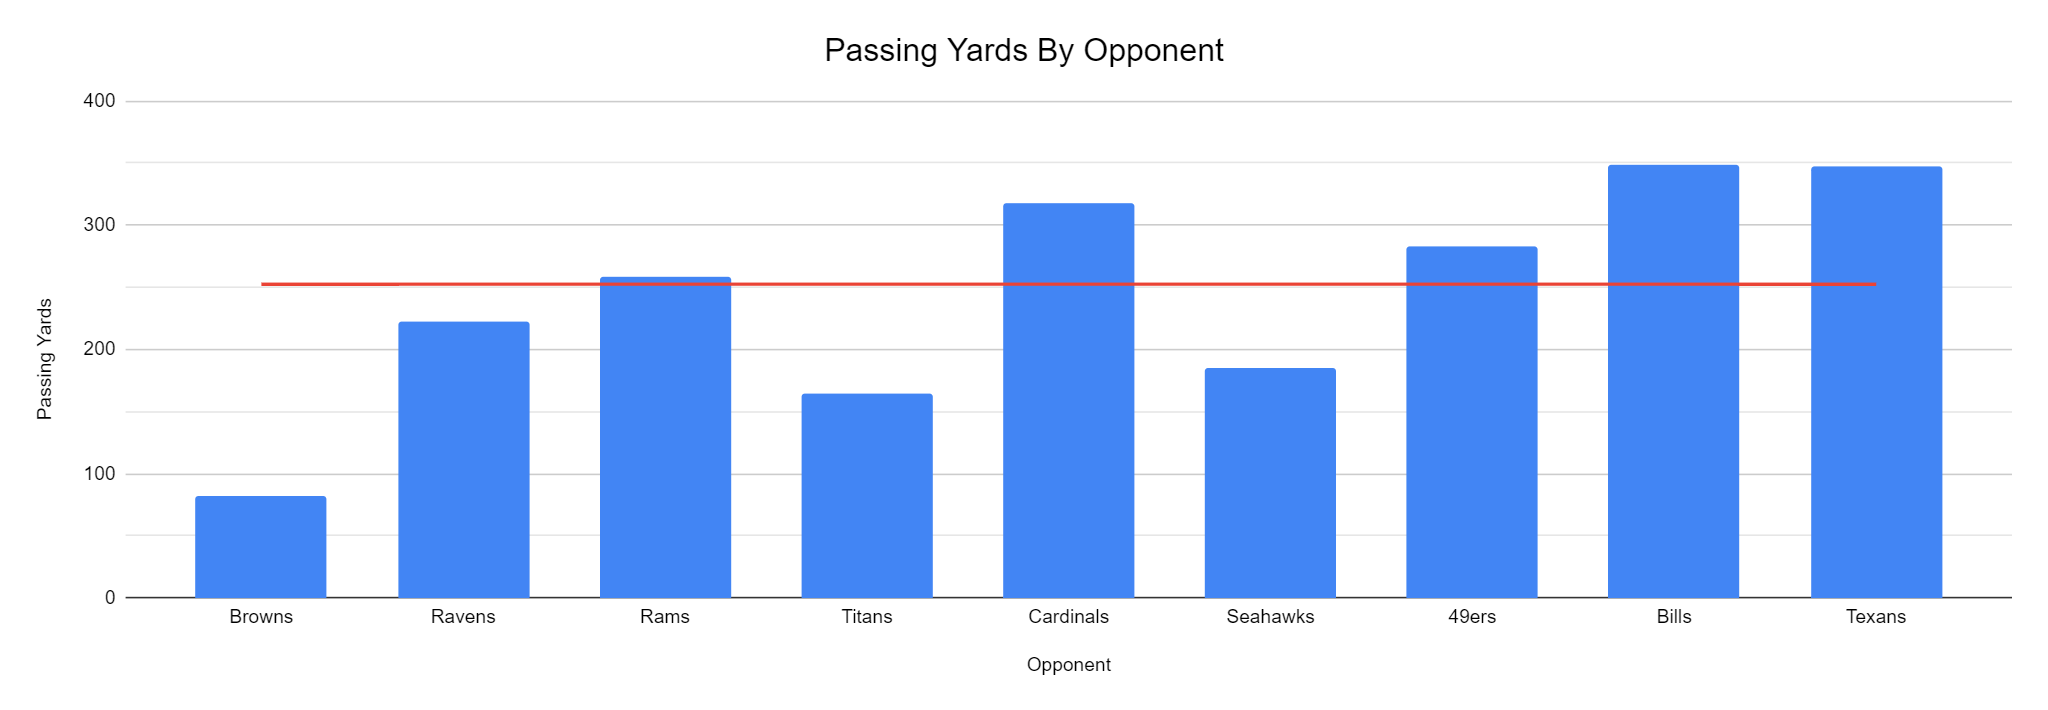 Passing Yards By Opponent
400
300
200
100
0
Passing Yards
Browns Ravens Rams Titans Cardinals Seahawks 49ers Bills Texans
Opponent